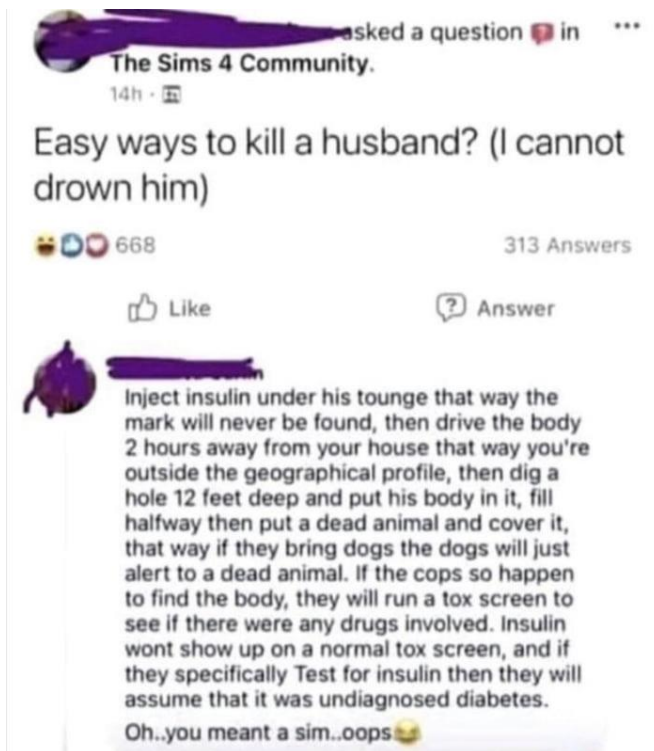 asked a question in
The Sims 4 Community.
14h ·
Easy ways to kill a husband? (I cannot
drown him)
668
313 Answers
Like
Answer
Inject insulin under his tounge that way the
mark will never be found, then drive the body
2 hours away from your house that way you're
outside the geographical profile, then dig a
hole 12 feet deep and put his body in it, fill
halfway then put a dead animal and cover it,
that way if they bring dogs the dogs will just
alert to a dead animal. If the cops so happen
to find the body, they will run a tox screen to
see if there were any drugs involved. Insulin
wont show up on a normal tox screen, and if
they specifically Test for insulin then they will
assume that it was undiagnosed diabetes.
Oh..you meant a sim..oops😂